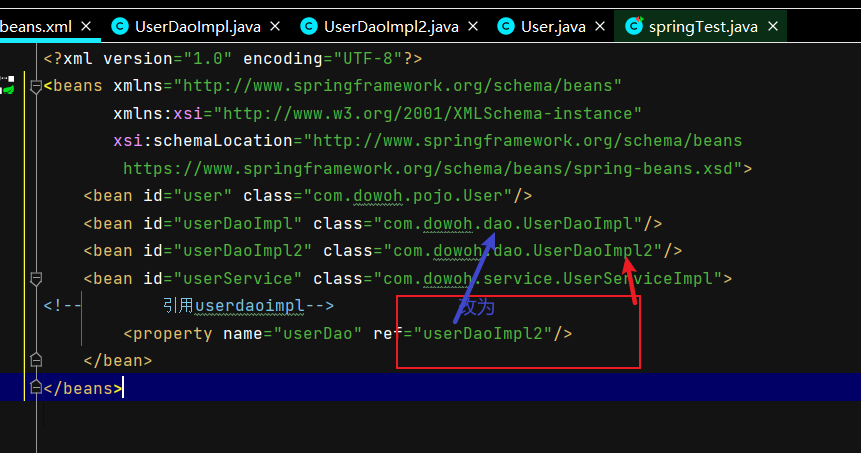 beans.xml × UserDaoImpl.java × UserDaoImpl2.java × User.java × springTest.java ×
<?xml version="1.0" encoding="UTF-8"?>
<beans xmlns="http://www.springframework.org/schema/beans"
xmlns:xsi="http://www.w3.org/2001/XMLSchema-instance"
xsi:schemaLocation="http://www.springframework.org/schema/beans
https://www.springframework.org/schema/beans/spring-beans.xsd">
<bean id="user" class="com.dowoh.pojo.User"/>
<bean id="userDaoImpl" class="com.dowoh.dao.UserDaoImpl"/>
<bean id="userDaoImpl2" class="com.dowoh.dao.UserDaoImpl2"/>
<bean id="userService" class="com.dowoh.service.UserServiceImpl">
<!-- 引用userdaoimpl--> 改为
<property name="userDao" ref="userDaoImpl2"/>
</bean>
</beans>